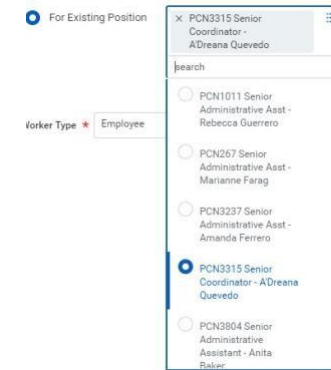 For Existing Position
× PCN3315 Senior
Coordinator -
A'Dreana Quevedo
search
Worker Type * Employee
PCN1011 Senior
Administrative Asst -
Rebecca Guerrero
PCN267 Senior
Administrative Asst -
Marianne Farag
PCN3237 Senior
Administrative Asst -
Amanda Ferrero
PCN3315 Senior
Coordinator - A'Dreana
Quevedo
PCN3804 Senior
Administrative
Assistant - Anita
Baker